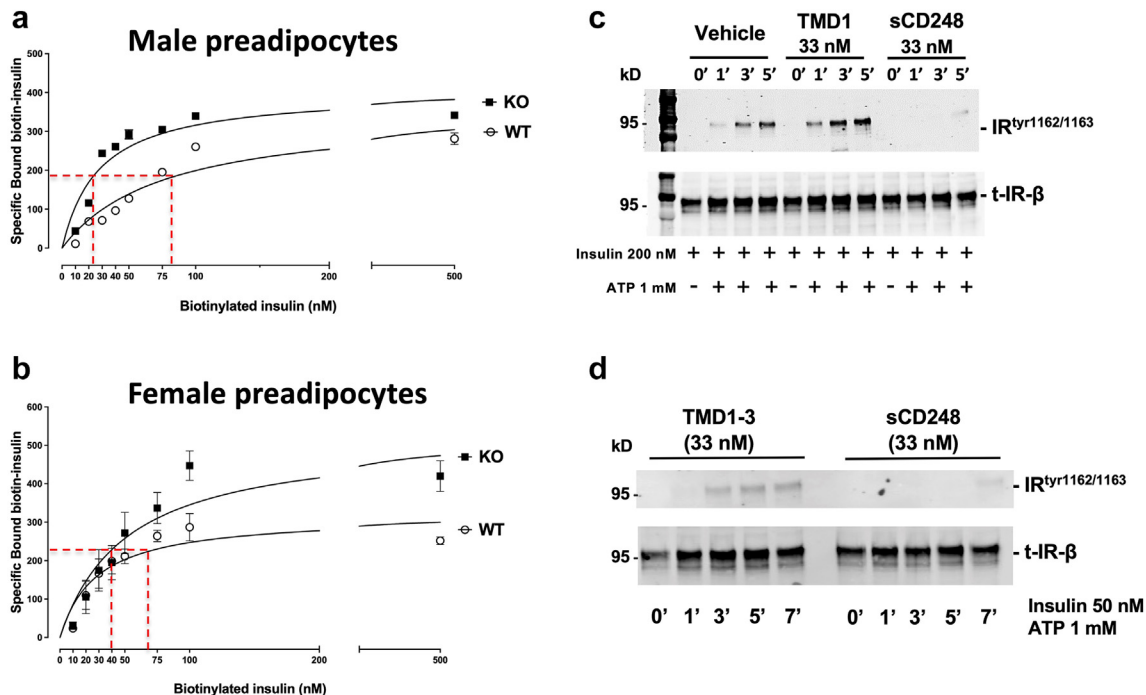 a
Male preadipocytes
Specific Bound biotin-insulin
500
400
300
200
100
0
KO
WT
0 10 20 30 40 50 75 100 200 500
Biotinylated insulin (nM)
b
Female preadipocytes
Specific Bound biotin-insulin
600
500
400
300
200
100
0
KO
WT
0 10 20 30 40 50 75 100 200 500
Biotinylated insulin (nM)
c
Vehicle TMD1 33 nM sCD248 33 nM
kD 0’ 1’ 3’ 5’ 0’ 1’ 3’ 5’ 0’ 1’ 3’ 5’
95 - - IRtyr1162/1163
95 - - t-IR-β
Insulin 200 nM + + + + + + + + + + + +
ATP 1 mM - + + + - + + + - + + +
d
TMD1-3 sCD248
(33 nM) (33 nM)
kD
95 - - IRtyr1162/1163
95 - - t-IR-β
0’ 1’ 3’ 5’ 7’ 0’ 1’ 3’ 5’ 7’
Insulin 50 nM
ATP 1 mM